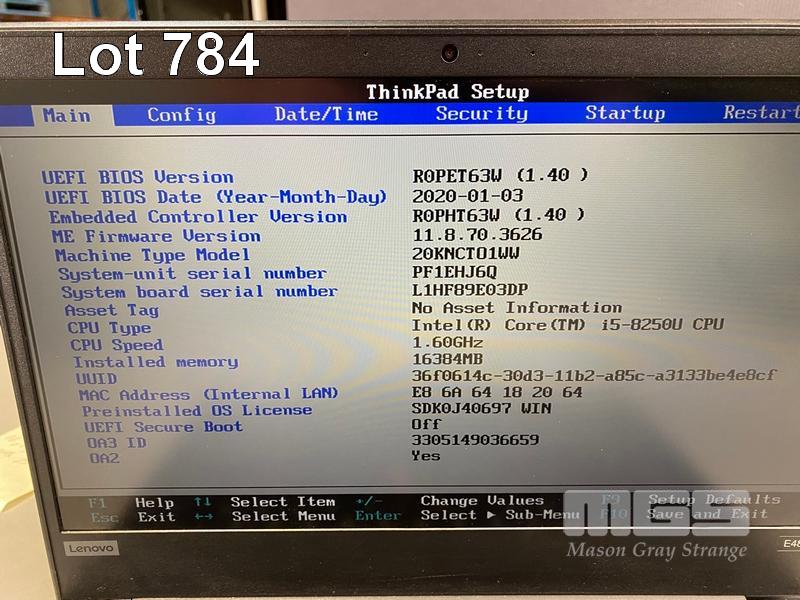 Lot 784
ThinkPad Setup
Main Config Date/Time Security Startup Restart
UEFI BIOS Version R0PET63W (1.40 )
UEFI BIOS Date (Year-Month-Day) 2020-01-03
Embedded Controller Version R0PHT63W (1.40 )
ME Firmware Version 11.8.70.3626
Machine Type Model 20KNCTO1WW
System-unit serial number PF1EHJ6Q
System board serial number L1HF89E03DP
Asset Tag No Asset Information
CPU Type Intel(R) Core(TM) i5-8250U CPU
CPU Speed 1.60GHz
Installed memory 16384MB
UUID 36f0614c-30d3-11b2-a85c-a3133be4e8cf
MAC Address (Internal LAN) E8 6A 64 18 20 64
Preinstalled OS License SDK0J40697 WIN
UEFI Secure Boot Off
OA3 ID 3305149036659
OA2 Yes
F1 Help ↑↓ Select Item +/- Change Values F9 Setup Defaults
Esc Exit ←→ Select Menu Enter Select ▶ Sub-Menu F10 Save and Exit
MGS
Mason Gray Strange
Lenovo
E48